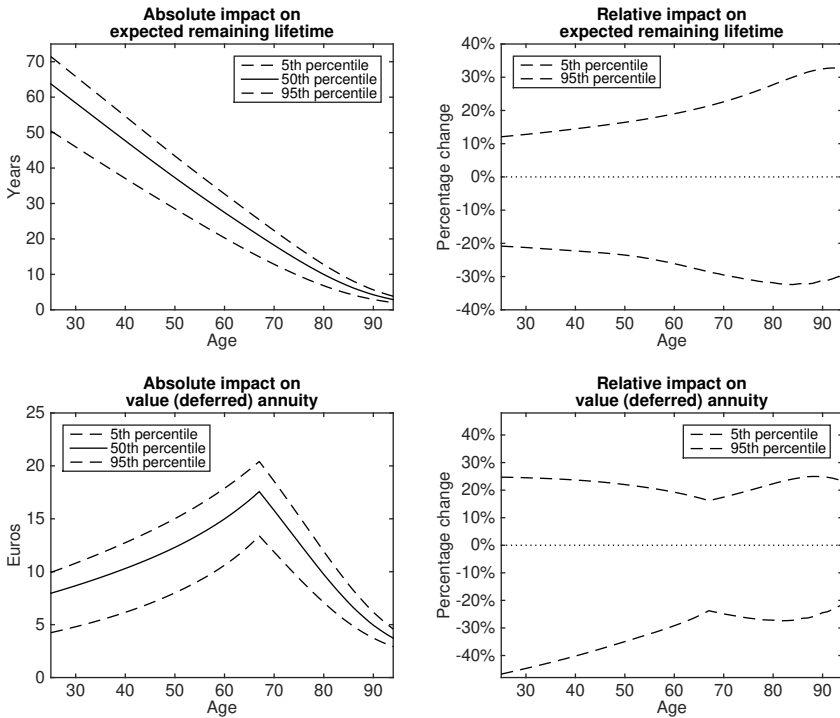 Absolute impact on
expected remaining lifetime
75
70
60
50
40
30
20
10
0
Years
5th percentile
50th percentile
95th percentile
30 40 50 60 70 80 90
Age
Relative impact on
expected remaining lifetime
40%
30%
20%
10%
0%
-10%
-20%
-30%
-40%
Percentage change
5th percentile
95th percentile
30 40 50 60 70 80 90
Age
Absolute impact on
value (deferred) annuity
25
20
15
10
5
0
Euros
5th percentile
50th percentile
95th percentile
30 40 50 60 70 80 90
Age
Relative impact on
value (deferred) annuity
40%
30%
20%
10%
0%
-10%
-20%
-30%
-40%
Percentage change
5th percentile
95th percentile
30 40 50 60 70 80 90
Age